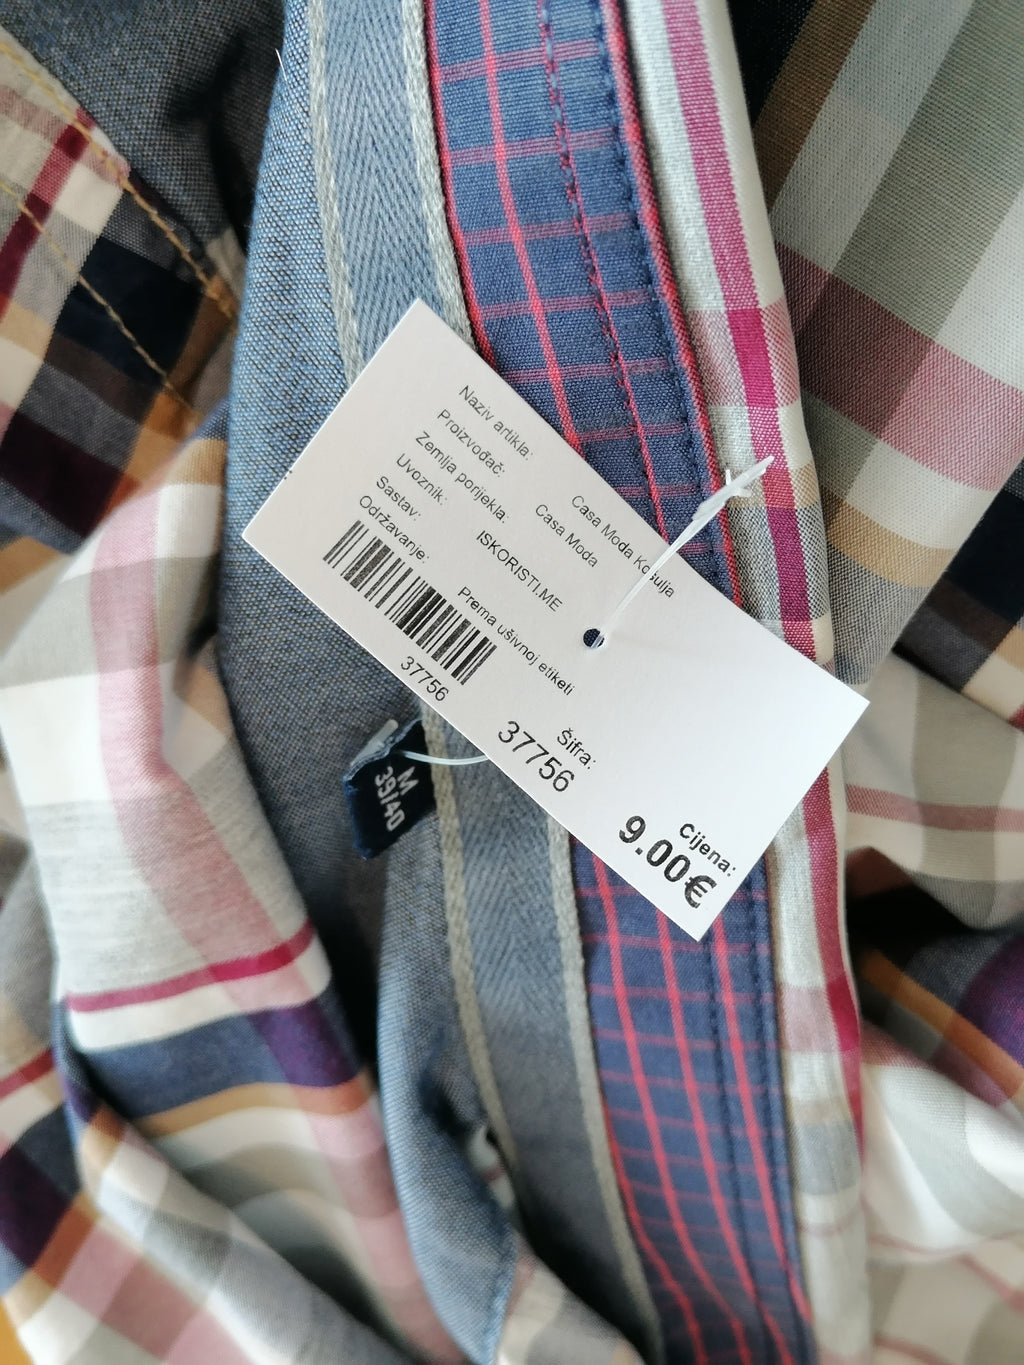 Naziv artikla:
Casa Moda Košulja
Proizvođač:
Casa Moda
Zemlja porijekla:
Uvoznik:
ISKORISTI.ME
Sastav:
Održavanje:
Prema ušivnoj etiketi
37756
Šifra:
37756
Cijena:
9.00€
M
39/40